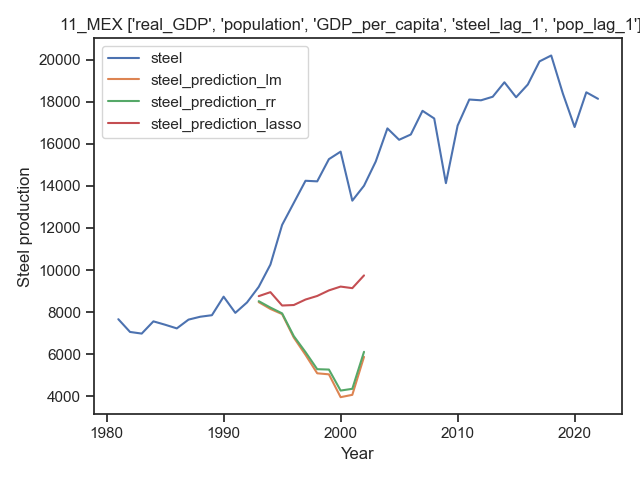 11_MEX ['real_GDP', 'population', 'GDP_per_capita', 'steel_lag_1', 'pop_lag_1']
steel
steel_prediction_lm
steel_prediction_rr
steel_prediction_lasso
Steel production
20000
18000
16000
14000
12000
10000
8000
6000
4000
1980
1990
2000
2010
2020
Year